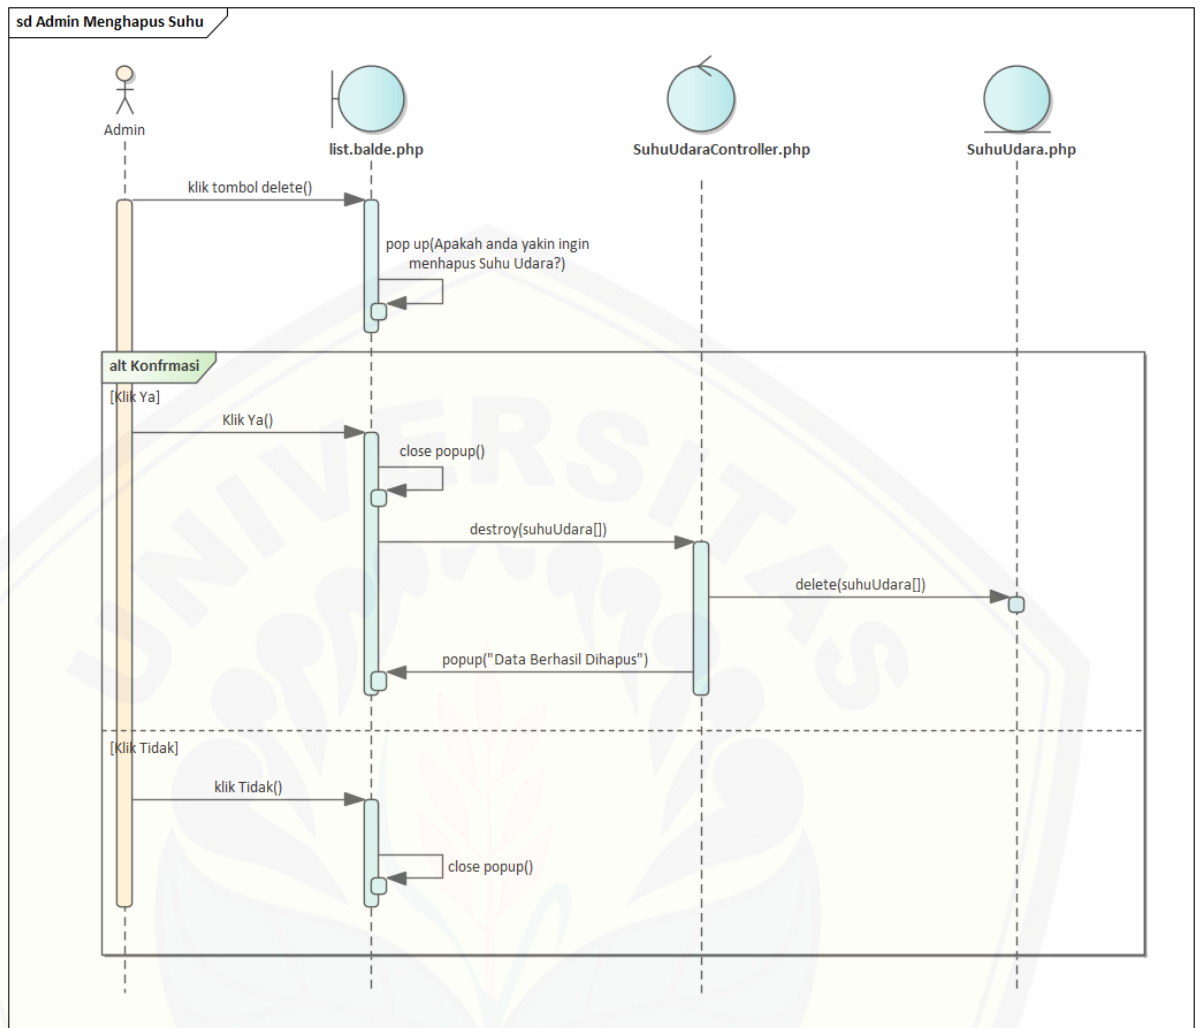 sd Admin Menghapus Suhu
Admin
list.balde.php
SuhuUdaraController.php
SuhuUdara.php
klik tombol delete()
pop up(Apakah anda yakin ingin
menhapus Suhu Udara?)
alt Konfrmasi
[Klik Ya]
Klik Ya()
close popup()
destroy(suhuUdara[])
delete(suhuUdara[])
popup("Data Berhasil Dihapus")
[Klik Tidak]
klik Tidak()
close popup()
UNIVERSITAS